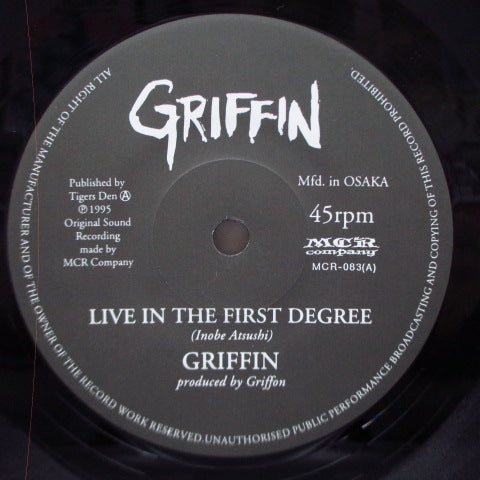 GRIFFIN
Published by
Tigers Den Ⓐ
℗ 1995
Original Sound
Recording
made by
MCR Company
Mfd. in OSAKA
45rpm
MCR
company
MCR-083(A)
LIVE IN THE FIRST DEGREE
(Inobe Atsushi)
GRIFFIN
produced by Griffon
ALL RIGHT OF THE MANUFACTURER AND OF THE OWNER OF THE RECORD WORK RESERVED.UNAUTHORISED PUBLIC PERFORMANCE BROADCASTING AND COPYING OF THIS RECORD PROHIBITED.